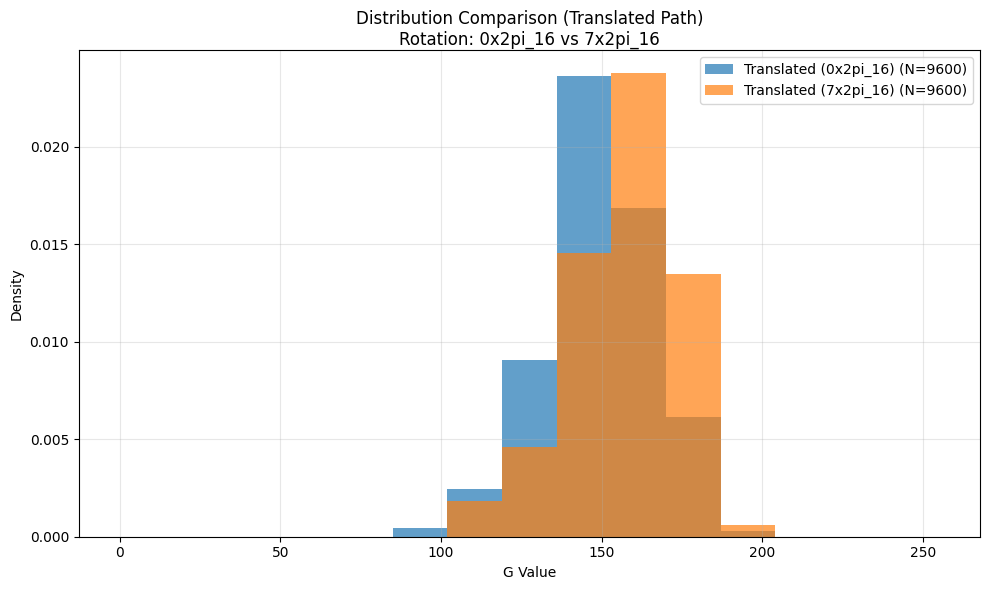 Distribution Comparison (Translated Path)
Rotation: 0x2pi_16 vs 7x2pi_16
Translated (0x2pi_16) (N=9600)
Translated (7x2pi_16) (N=9600)
Density
0.020
0.015
0.010
0.005
0.000
0 50 100 150 200 250
G Value